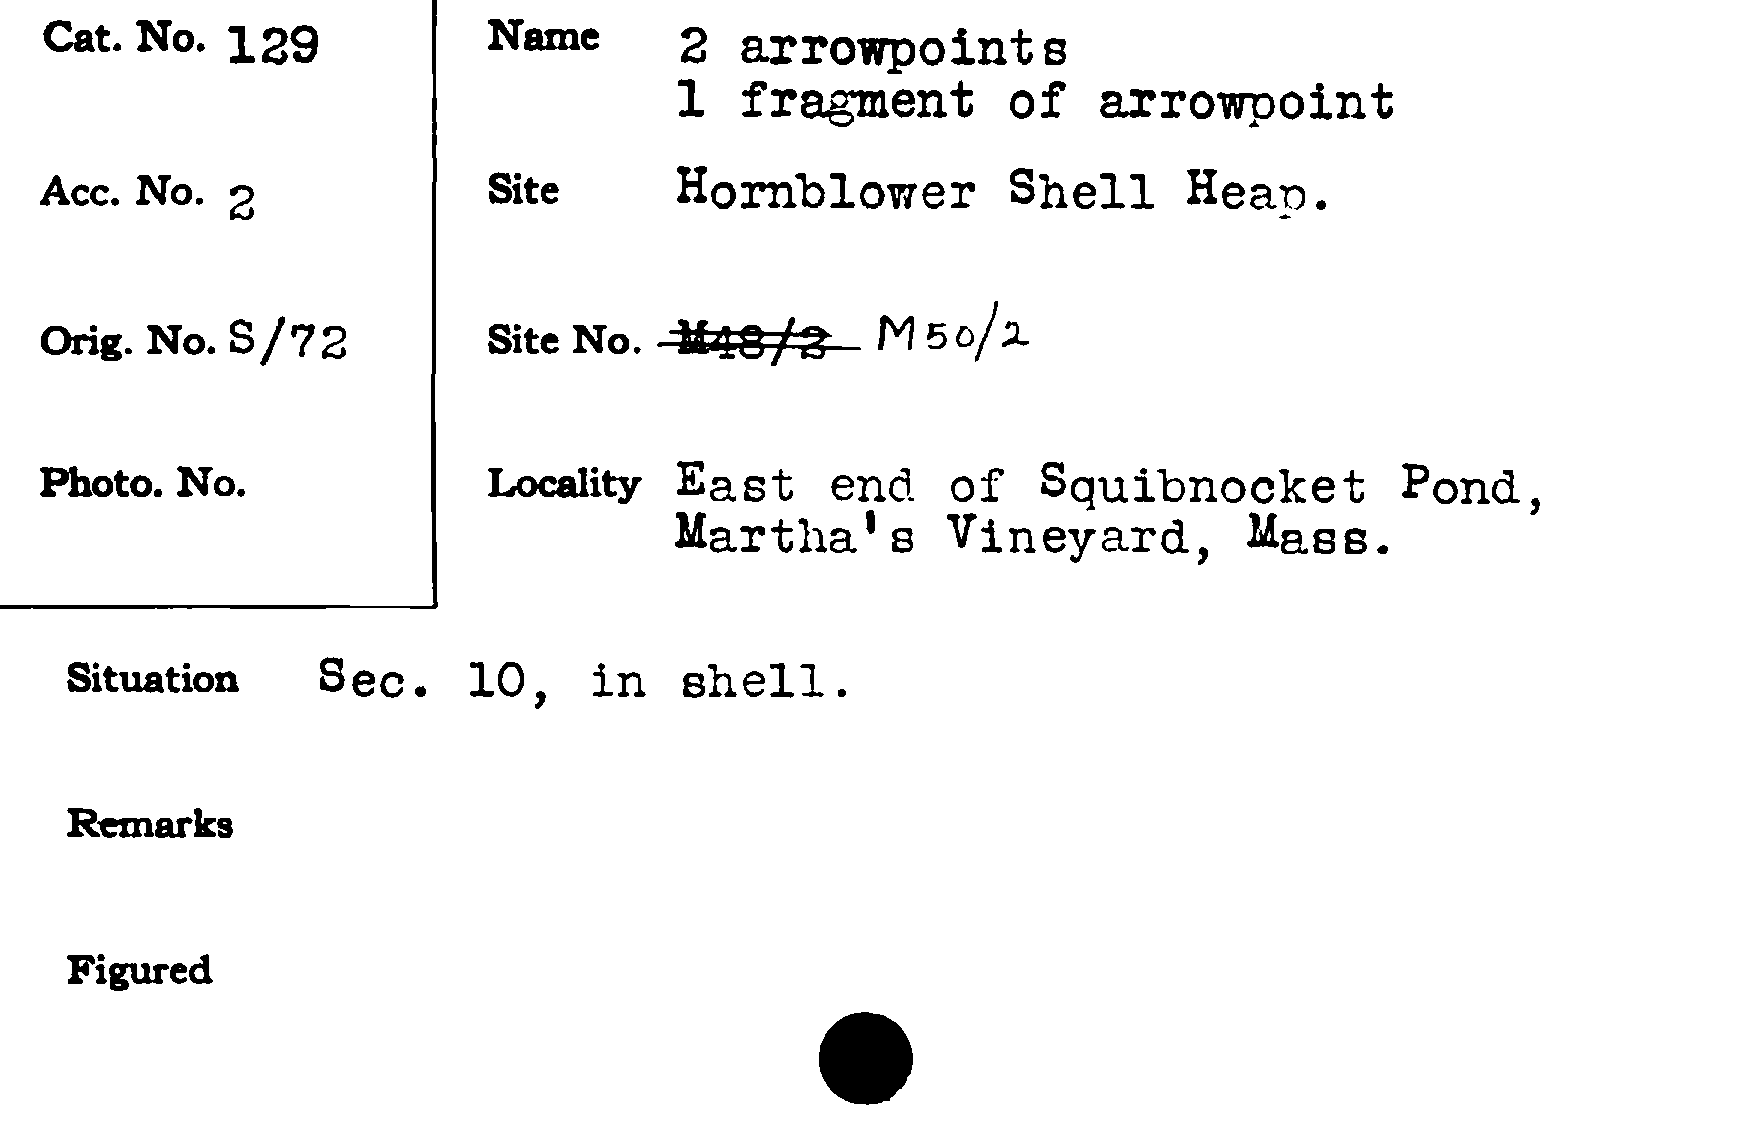 Cat. No. 129
Name 2 arrowpoints
1 fragment of arrowpoint
Acc. No. 2
Site Hornblower Shell Heap.
Orig. No. S/72
Site No. M48/2 M50/2
Photo. No.
Locality East end of Squibnocket Pond,
Martha's Vineyard, Mass.
Situation Sec. 10, in shell.
Remarks
Figured